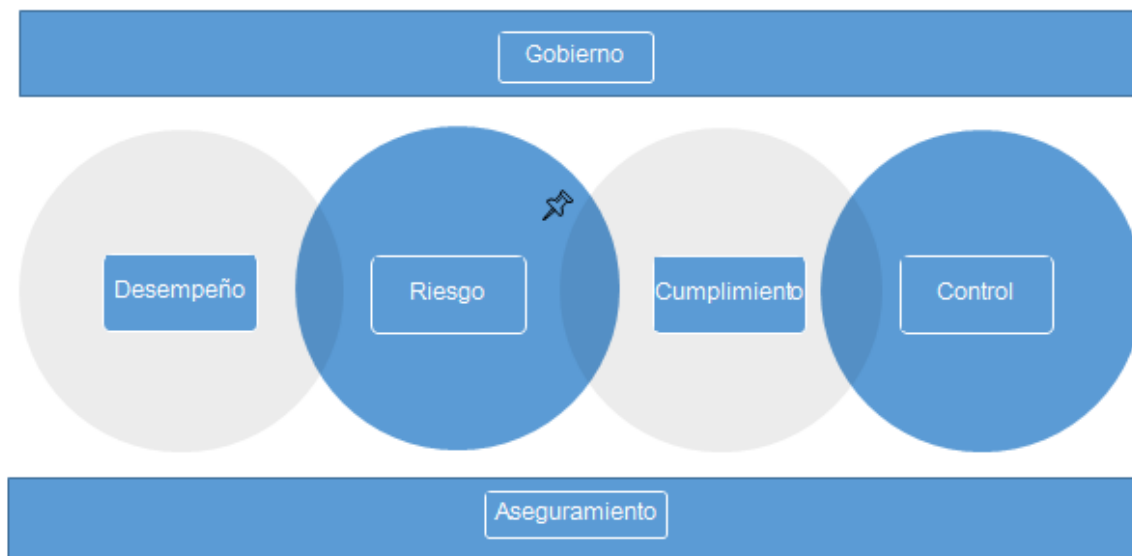 Gobierno
Desempeño
Riesgo
Cumplimiento
Control
Aseguramiento